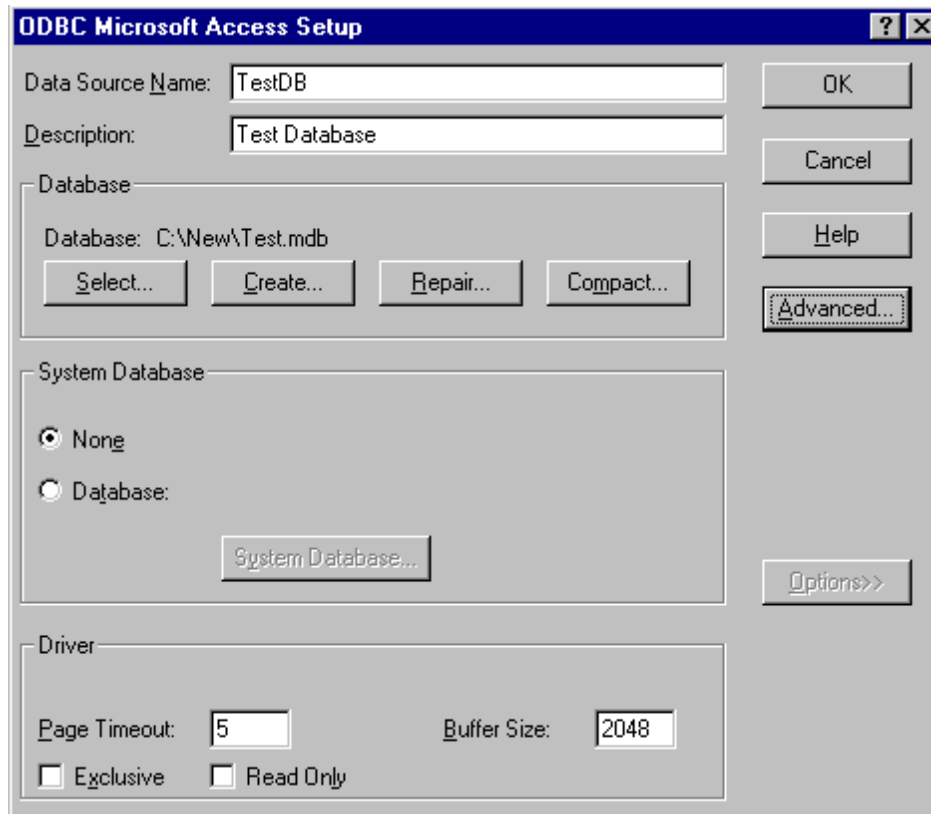 ODBC Microsoft Access Setup
Data Source Name: TestDB
OK
Description: Test Database
Cancel
Database
Database: C:\New\Test.mdb
Help
Select... Create... Repair... Compact...
Advanced...
System Database
None
Database:
System Database...
Options>>
Driver
Page Timeout: 5 Buffer Size: 2048
Exclusive Read Only